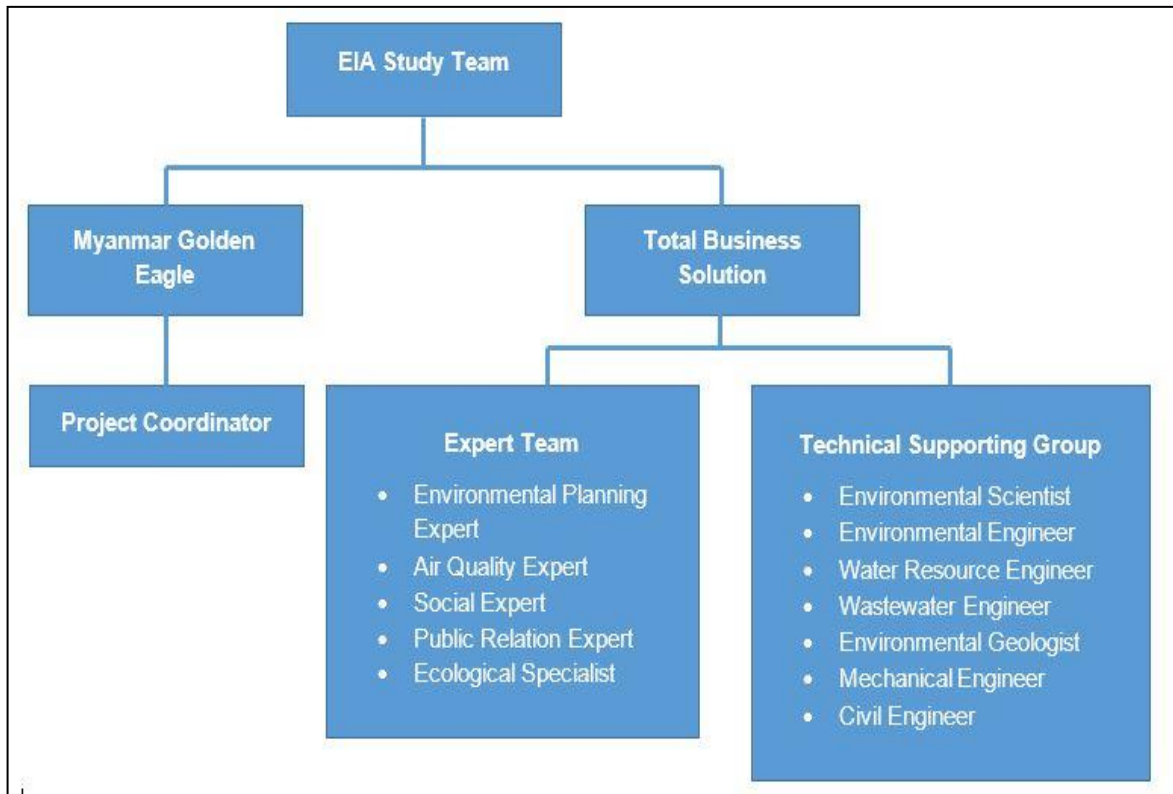 EIA Study Team
Myanmar Golden
Eagle
Total Business
Solution
Project Coordinator
Expert Team
• Environmental Planning
Expert
• Air Quality Expert
• Social Expert
• Public Relation Expert
• Ecological Specialist
Technical Supporting Group
• Environmental Scientist
• Environmental Engineer
• Water Resource Engineer
• Wastewater Engineer
• Environmental Geologist
• Mechanical Engineer
• Civil Engineer